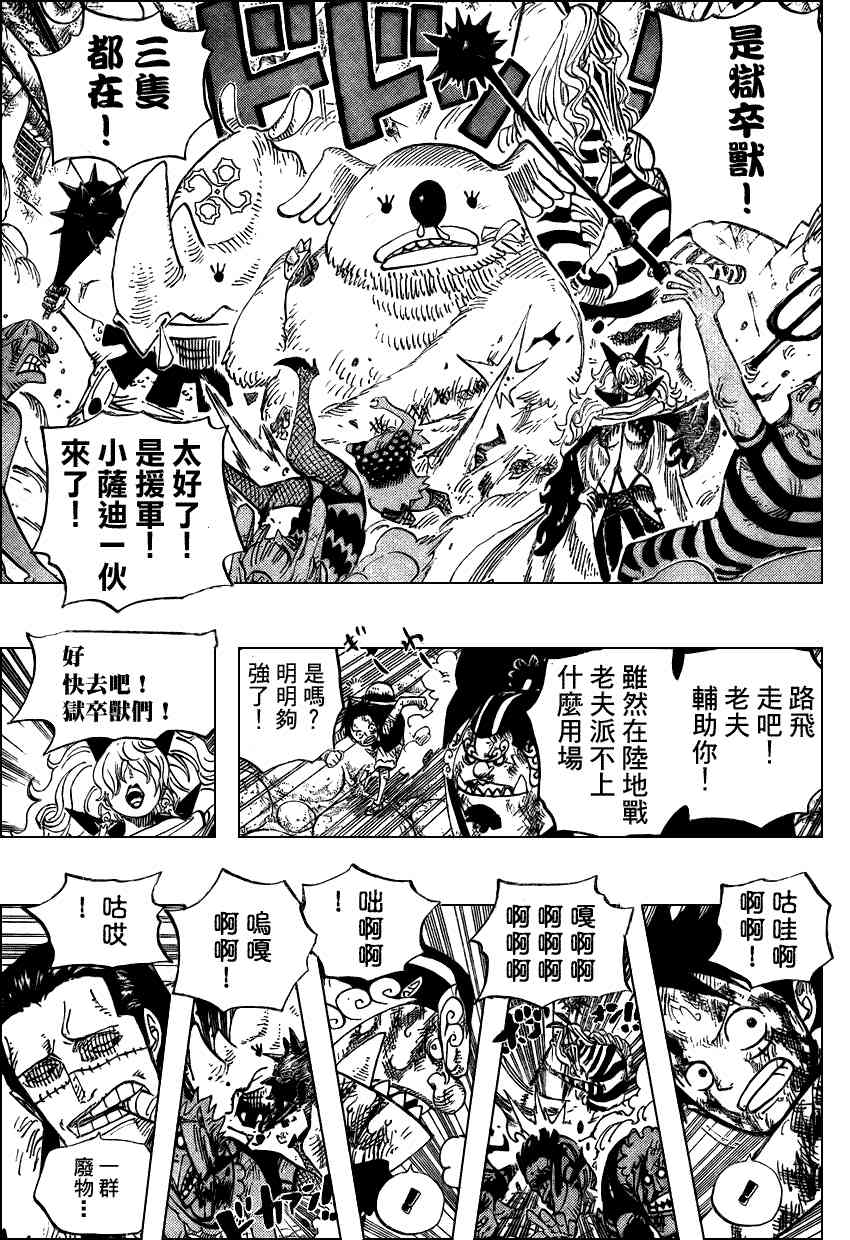 是獄卒獸！
ドドン
三隻
都在！
太好了！
是援軍！
小薩迪一伙
來了！
路飛
走吧！
老夫
輔助你！
雖然在陸地戰
老夫派不上
什麼用場
是嗎？
明明夠
強了！
好
快去吧！
獄卒獸們！
咕哇啊
啊啊！
！
嘎啊啊
啊啊啊
啊啊啊
咄啊啊
！
！
嗚嘎
啊啊！
咕哎
！
一群
廢物…